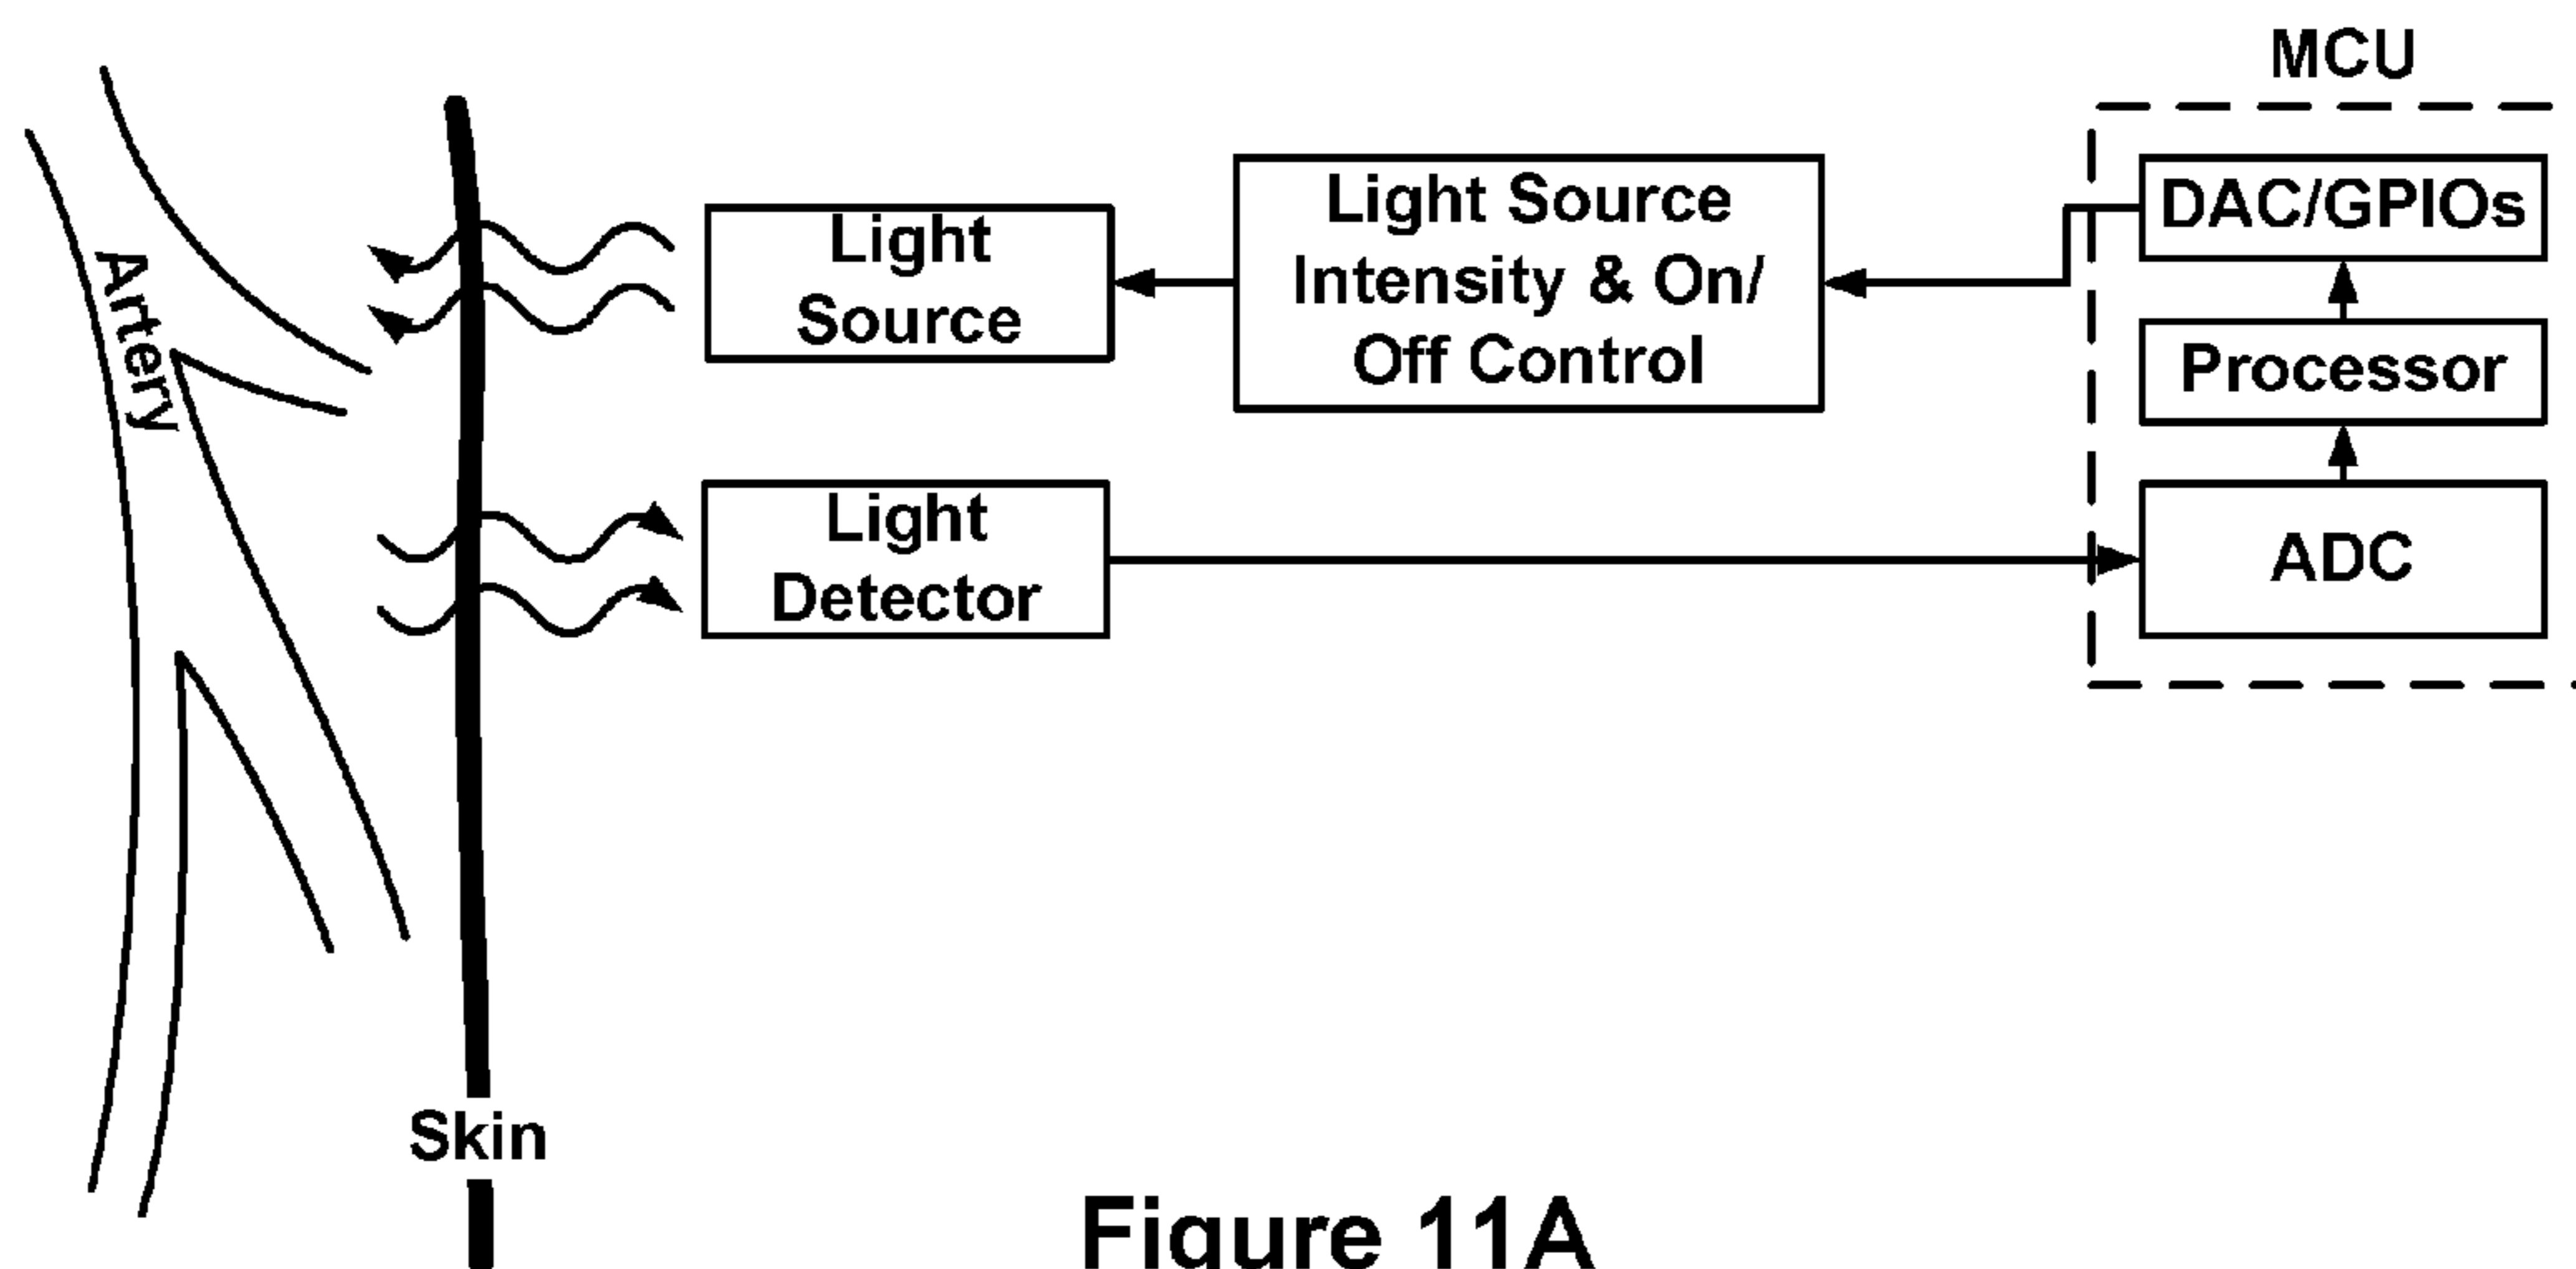 MCU
Light Source
Intensity & On/
Off Control
DAC/GPIOs
Light
Source
Artery
Processor
Light
Detector
ADC
Skin
Figure 11A